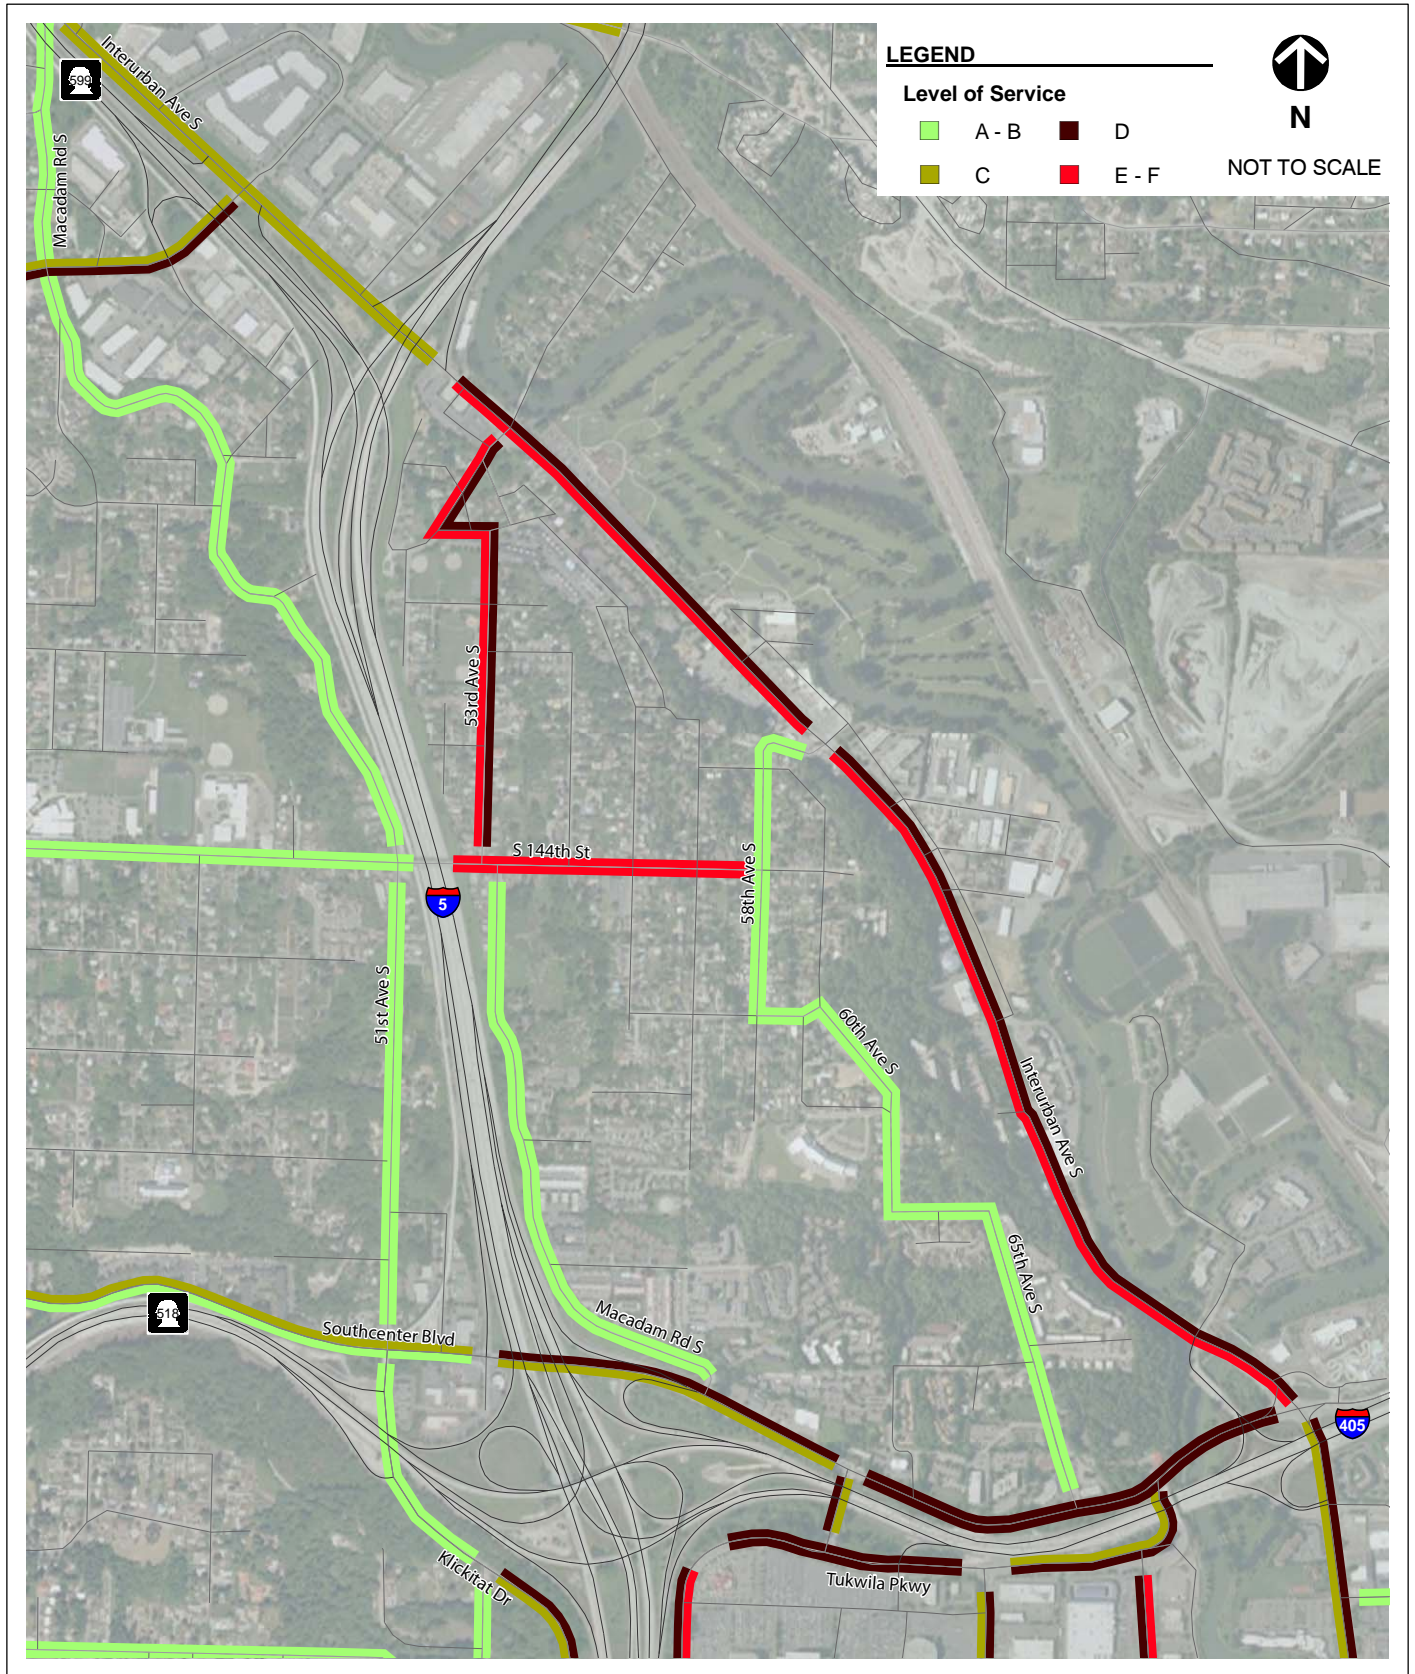 LEGEND
Level of Service
A - B
D
C
E - F
N
NOT TO SCALE
599
Interurban Ave S
Macadam Rd S
53rd Ave S
S 144th St
5
58th Ave S
51st Ave S
60th Ave S
Interurban Ave S
65th Ave S
518
Southcenter Blvd
Macadam Rd S
405
Klickitat Dr
Tukwila Pkwy